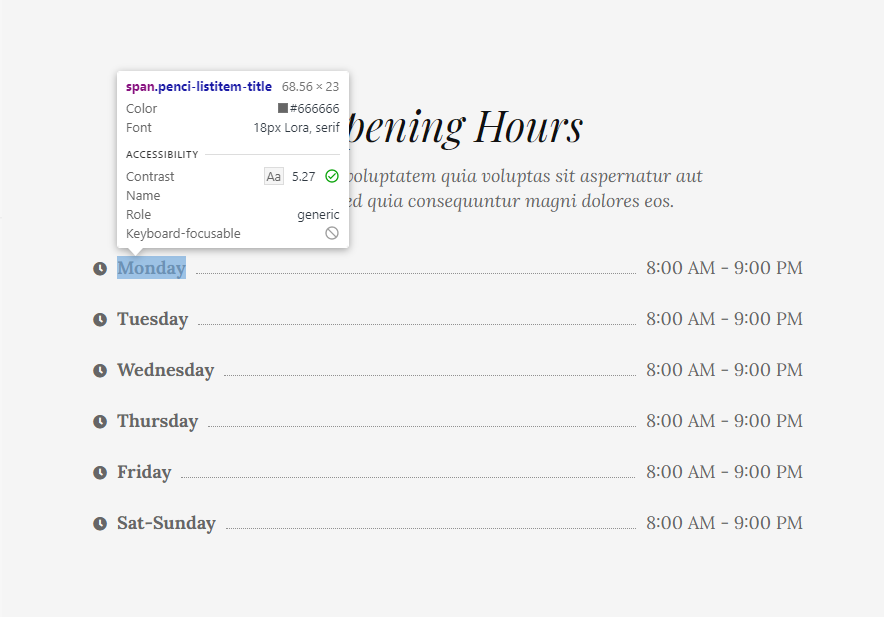 span.penci-listitem-title 68.56 × 23
Color #666666
Font 18px Lora, serif
ACCESSIBILITY
Contrast Aa 5.27
Name
Role generic
Keyboard-focusable
pening Hours
voluptatem quia voluptas sit aspernatur aut
ed quia consequuntur magni dolores eos.
Monday 8:00 AM - 9:00 PM
Tuesday 8:00 AM - 9:00 PM
Wednesday 8:00 AM - 9:00 PM
Thursday 8:00 AM - 9:00 PM
Friday 8:00 AM - 9:00 PM
Sat-Sunday 8:00 AM - 9:00 PM